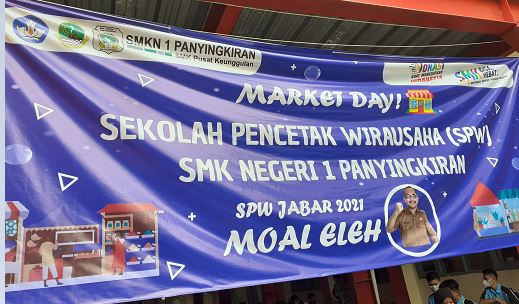 SMKN 1 PANYINGKIRAN
SMK Pusat Keunggulan
VOKASI
MARKET DAY!
SEKOLAH PENCETAK WIRAUSAHA (SPW)
SMK NEGERI 1 PANYINGKIRAN
SPW JABAR 2021
MOAL ELEH